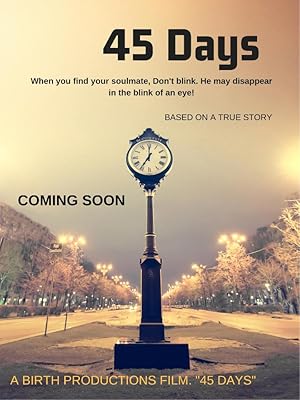 45 Days
When you find your soulmate, Don't blink. He may disappear
in the blink of an eye!
BASED ON A TRUE STORY
COMING SOON
A BIRTH PRODUCTIONS FILM. "45 DAYS"